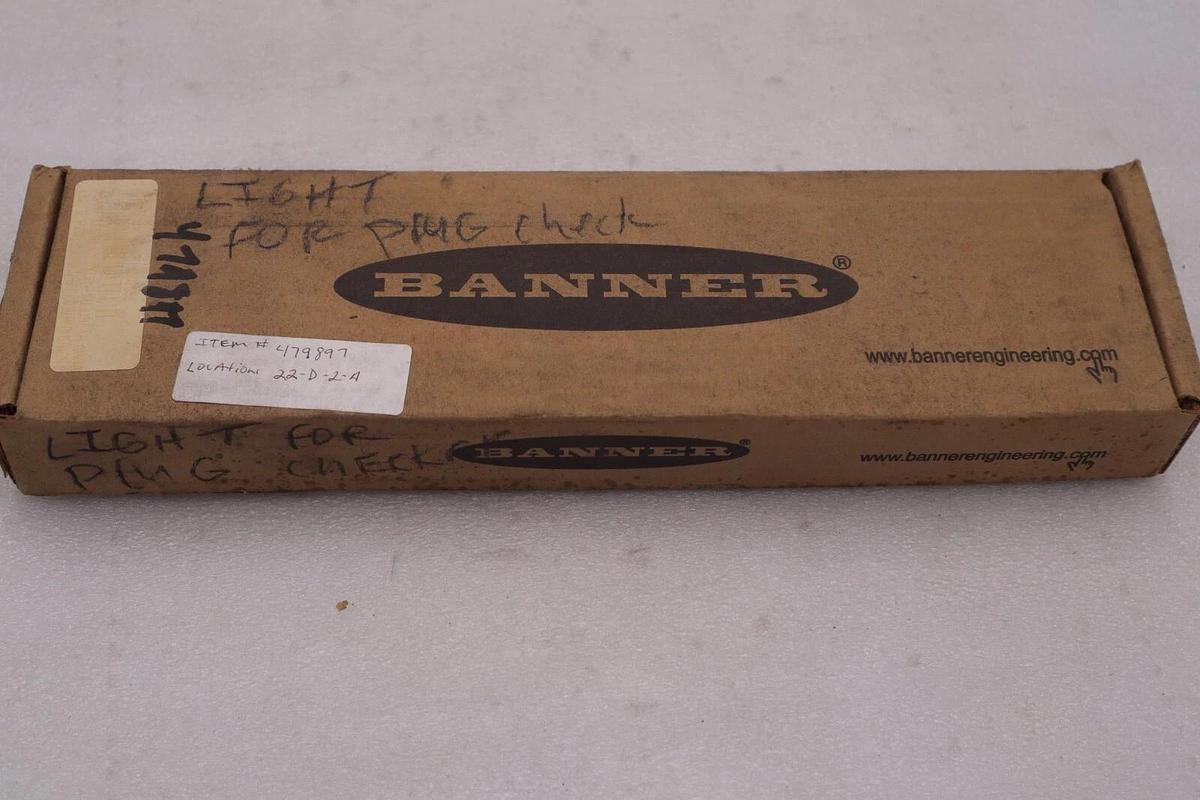 LIGHT
FOR PLUG check
BANNER®
ITEM # 479897
LOCATION: 22-D-2-A
www.bannerengineering.com
LIGHT FOR
PLUG CHECK
BANNER®
www.bannerengineering.com